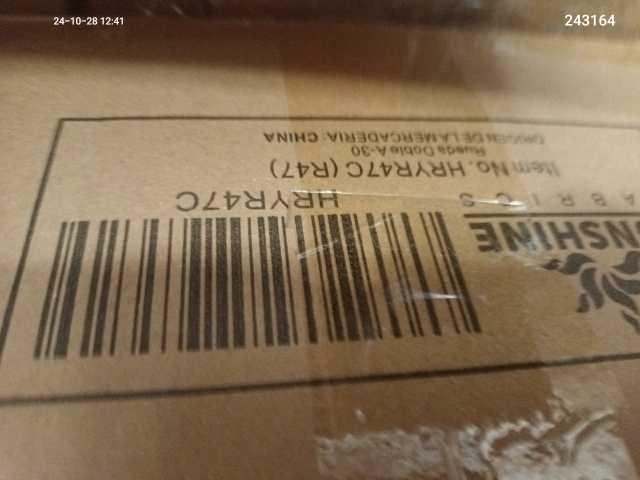 24-10-28 12:41
243164
NSHINE
ABRICS
HRYR47C
Item No. HRYR47C (R47)
Rueda Doble A-30
ORIGEN DE LA MERCADERIA: CHINA